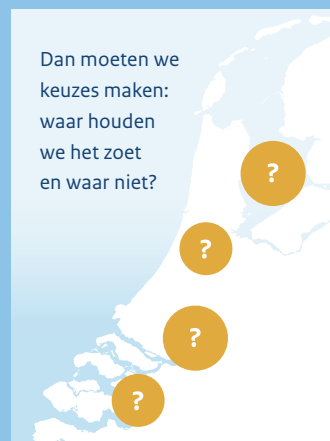 Dan moeten we
keuzes maken:
waar houden
we het zoet
en waar niet?
?
?
?
?